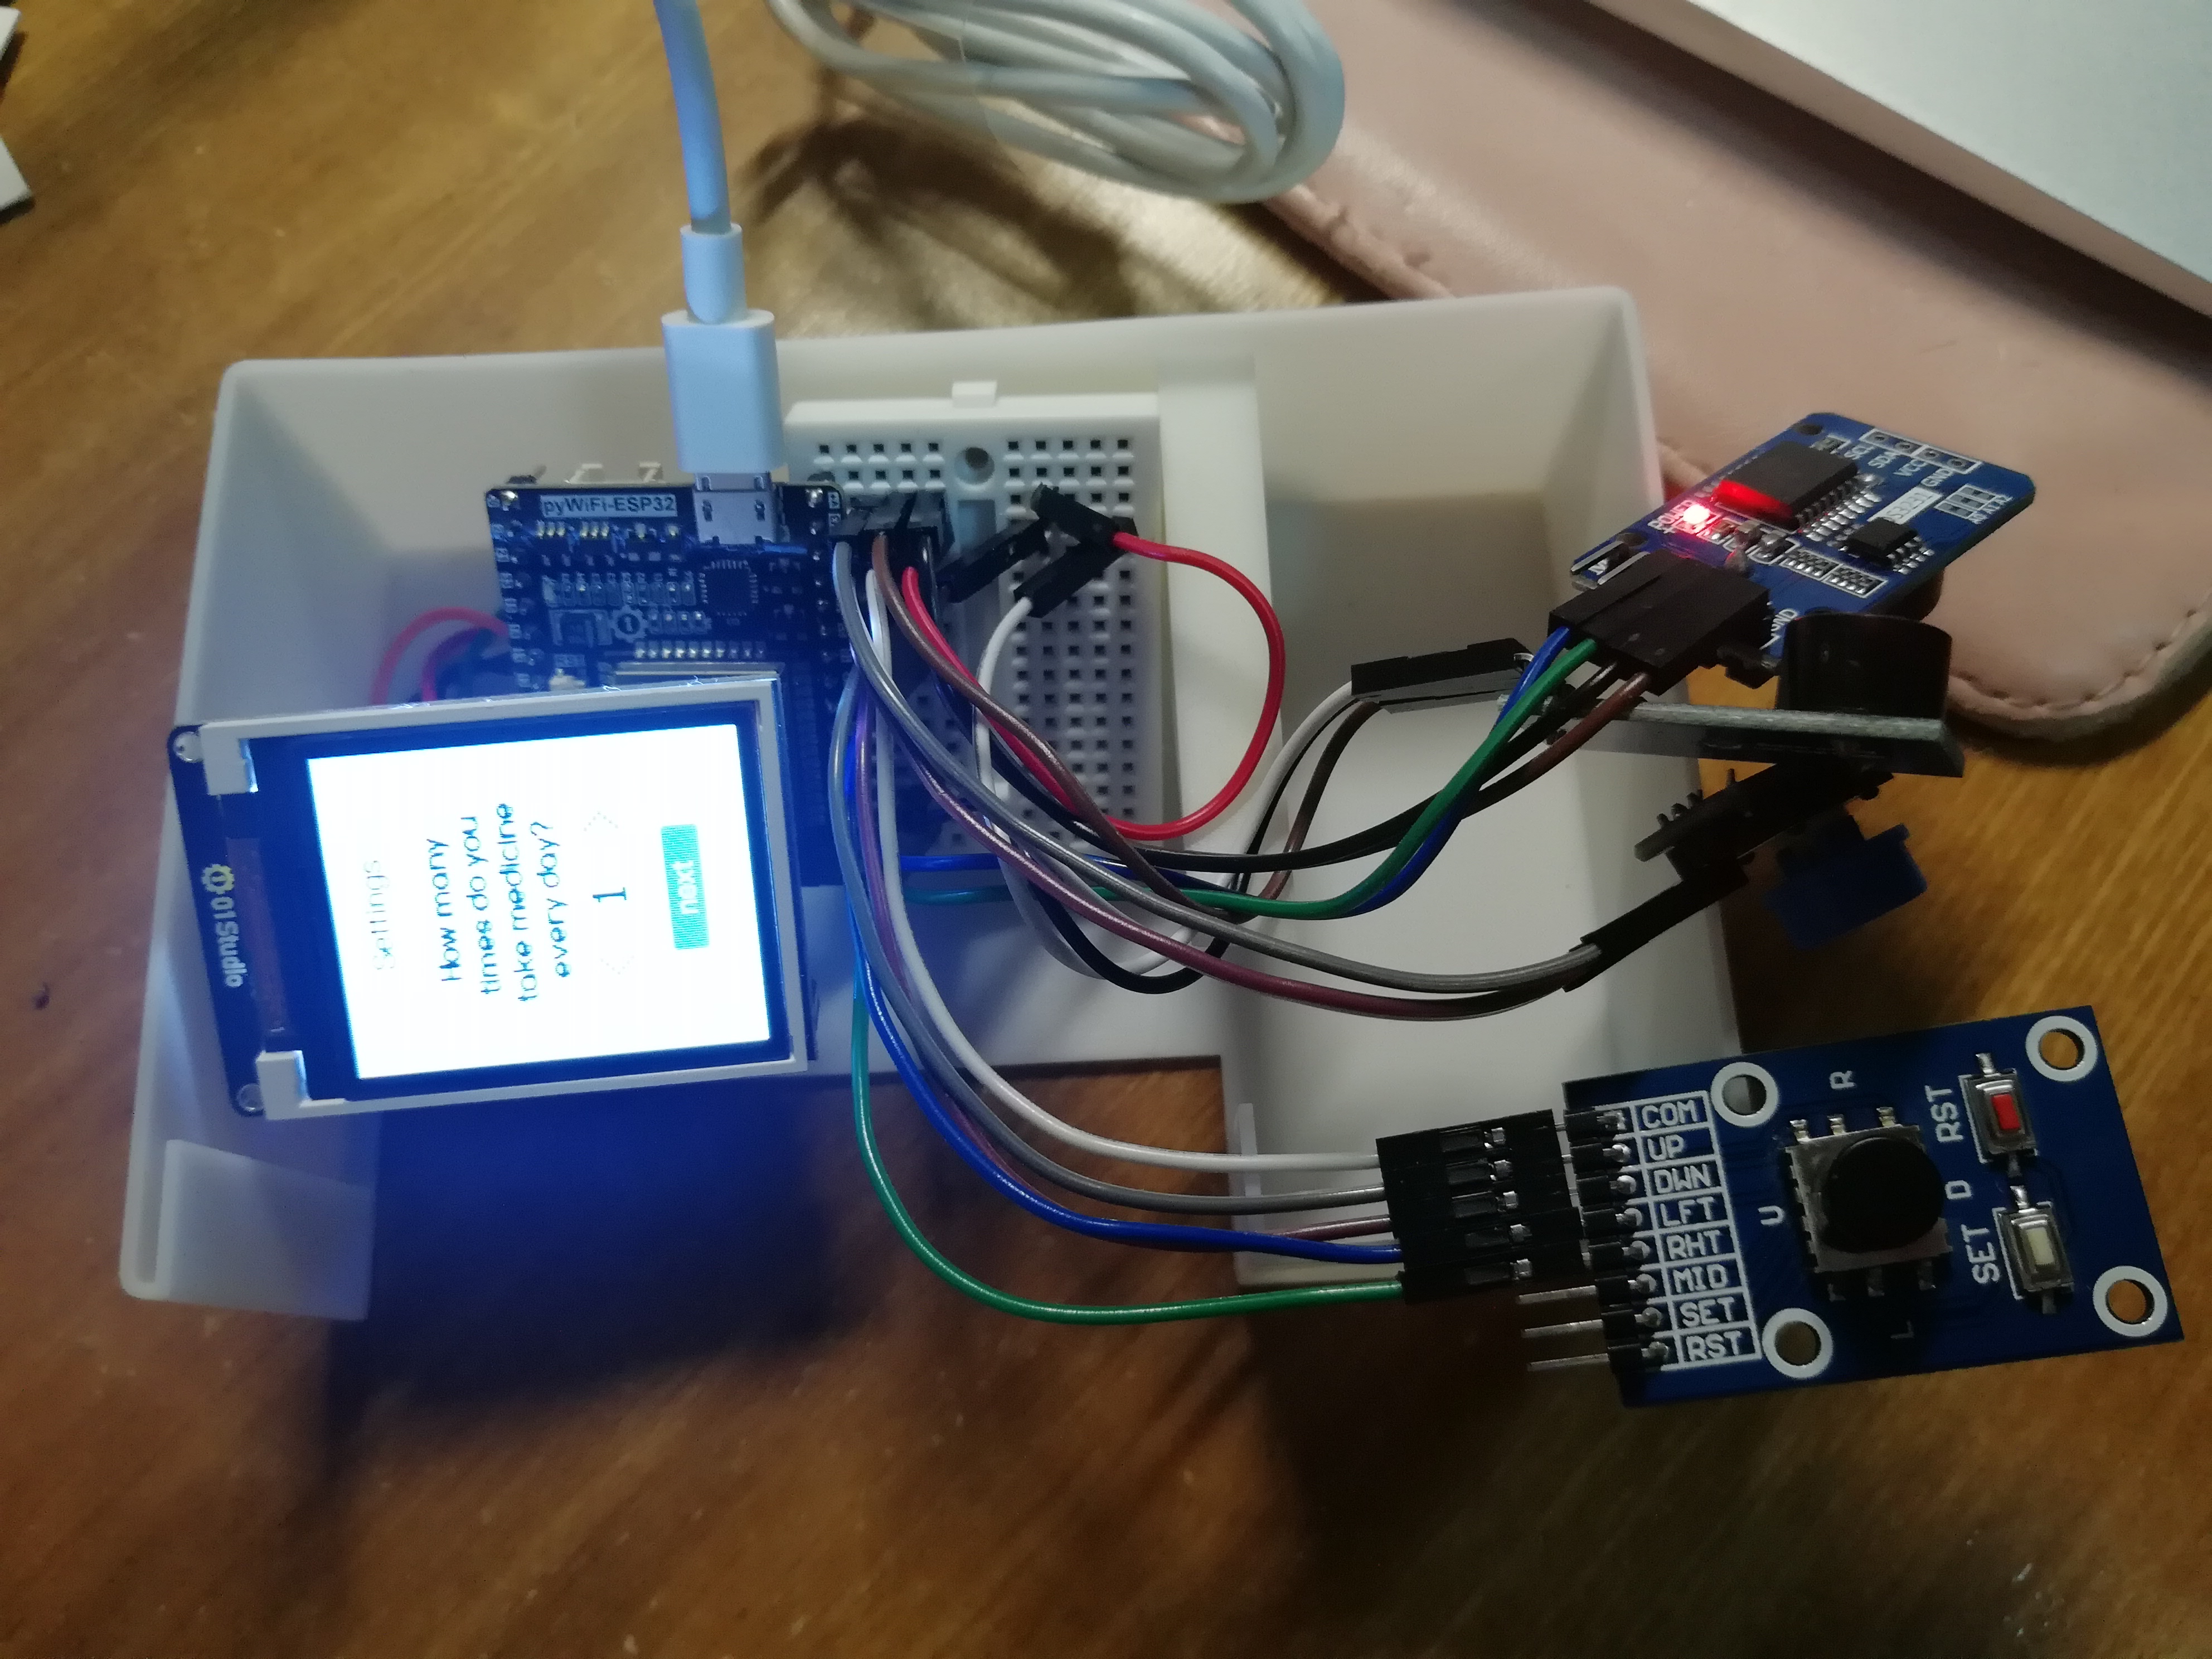 pyWiFi-ESP32
Settings
How many
times do you
take medicine
every day?
< 1 >
next
01Studio
COM
UP
DWN
LFT
RHT
MID
SET
RST
R
U
D
L
RST
SET
GND